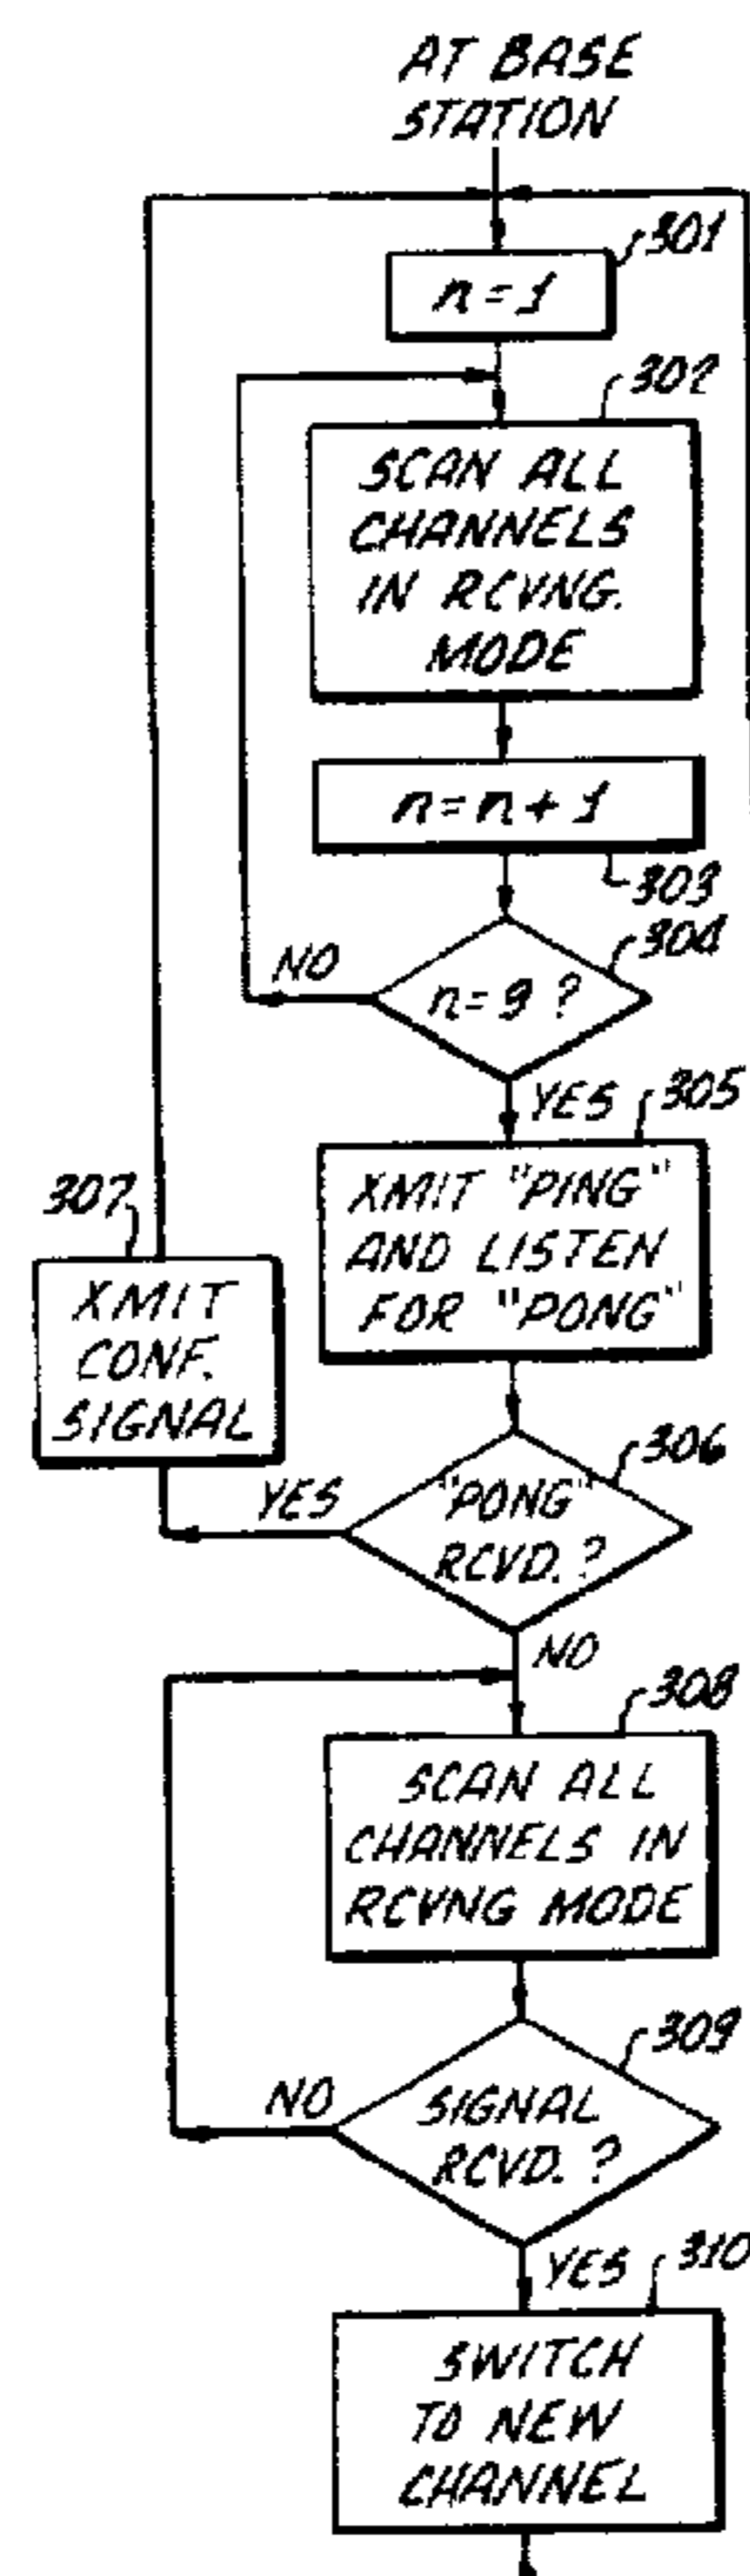 AT BASE
STATION
301
n = 1
302
SCAN ALL
CHANNELS
IN RCVNG.
MODE
n = n + 1
303
304
NO
n = 9 ?
YES
305
XMIT "PING"
AND LISTEN
FOR "PONG"
307
XMIT
CONF.
SIGNAL
306
YES
"PONG"
RCVD. ?
NO
308
SCAN ALL
CHANNELS IN
RCVNG MODE
309
NO
SIGNAL
RCVD. ?
YES
310
SWITCH
TO NEW
CHANNEL